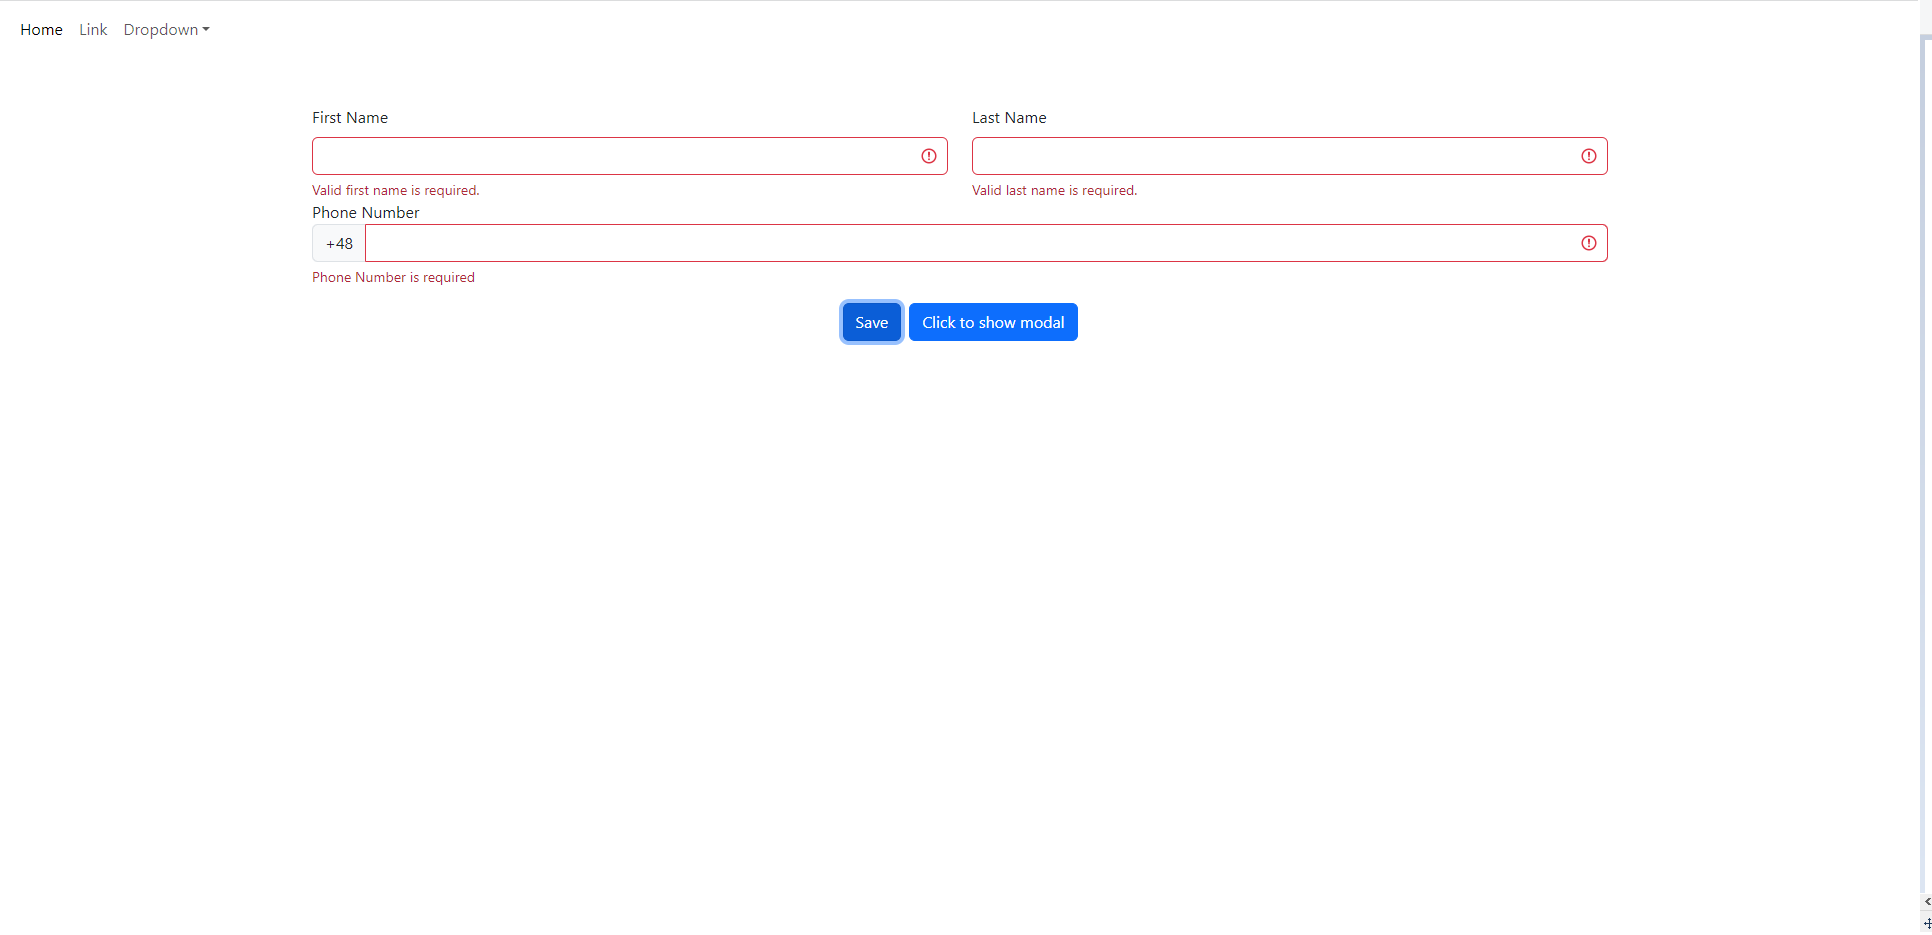 Home Link Dropdown
First Name Last Name
Valid first name is required. Valid last name is required.
Phone Number
+48
Phone Number is required
Save Click to show modal